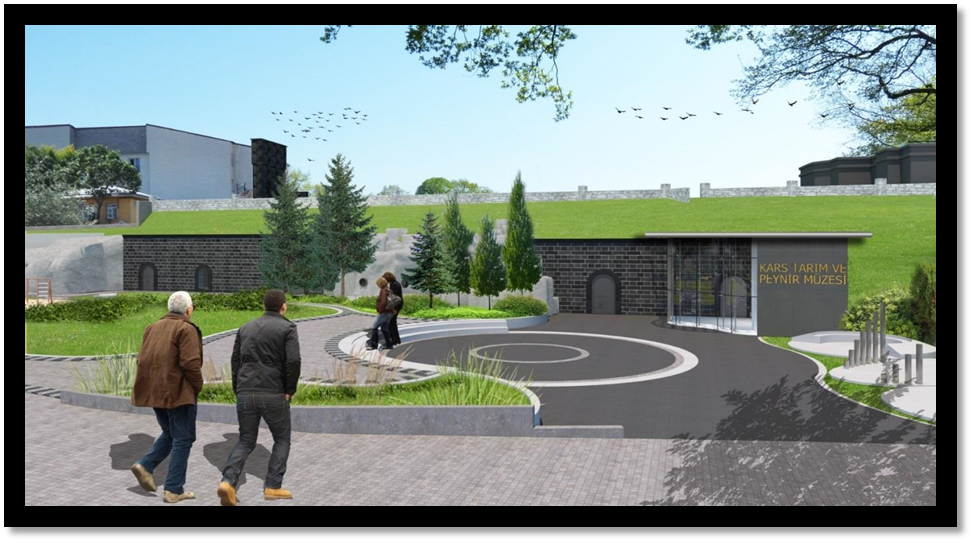 KARS TARIM VE
PEYNİR MÜZESİ